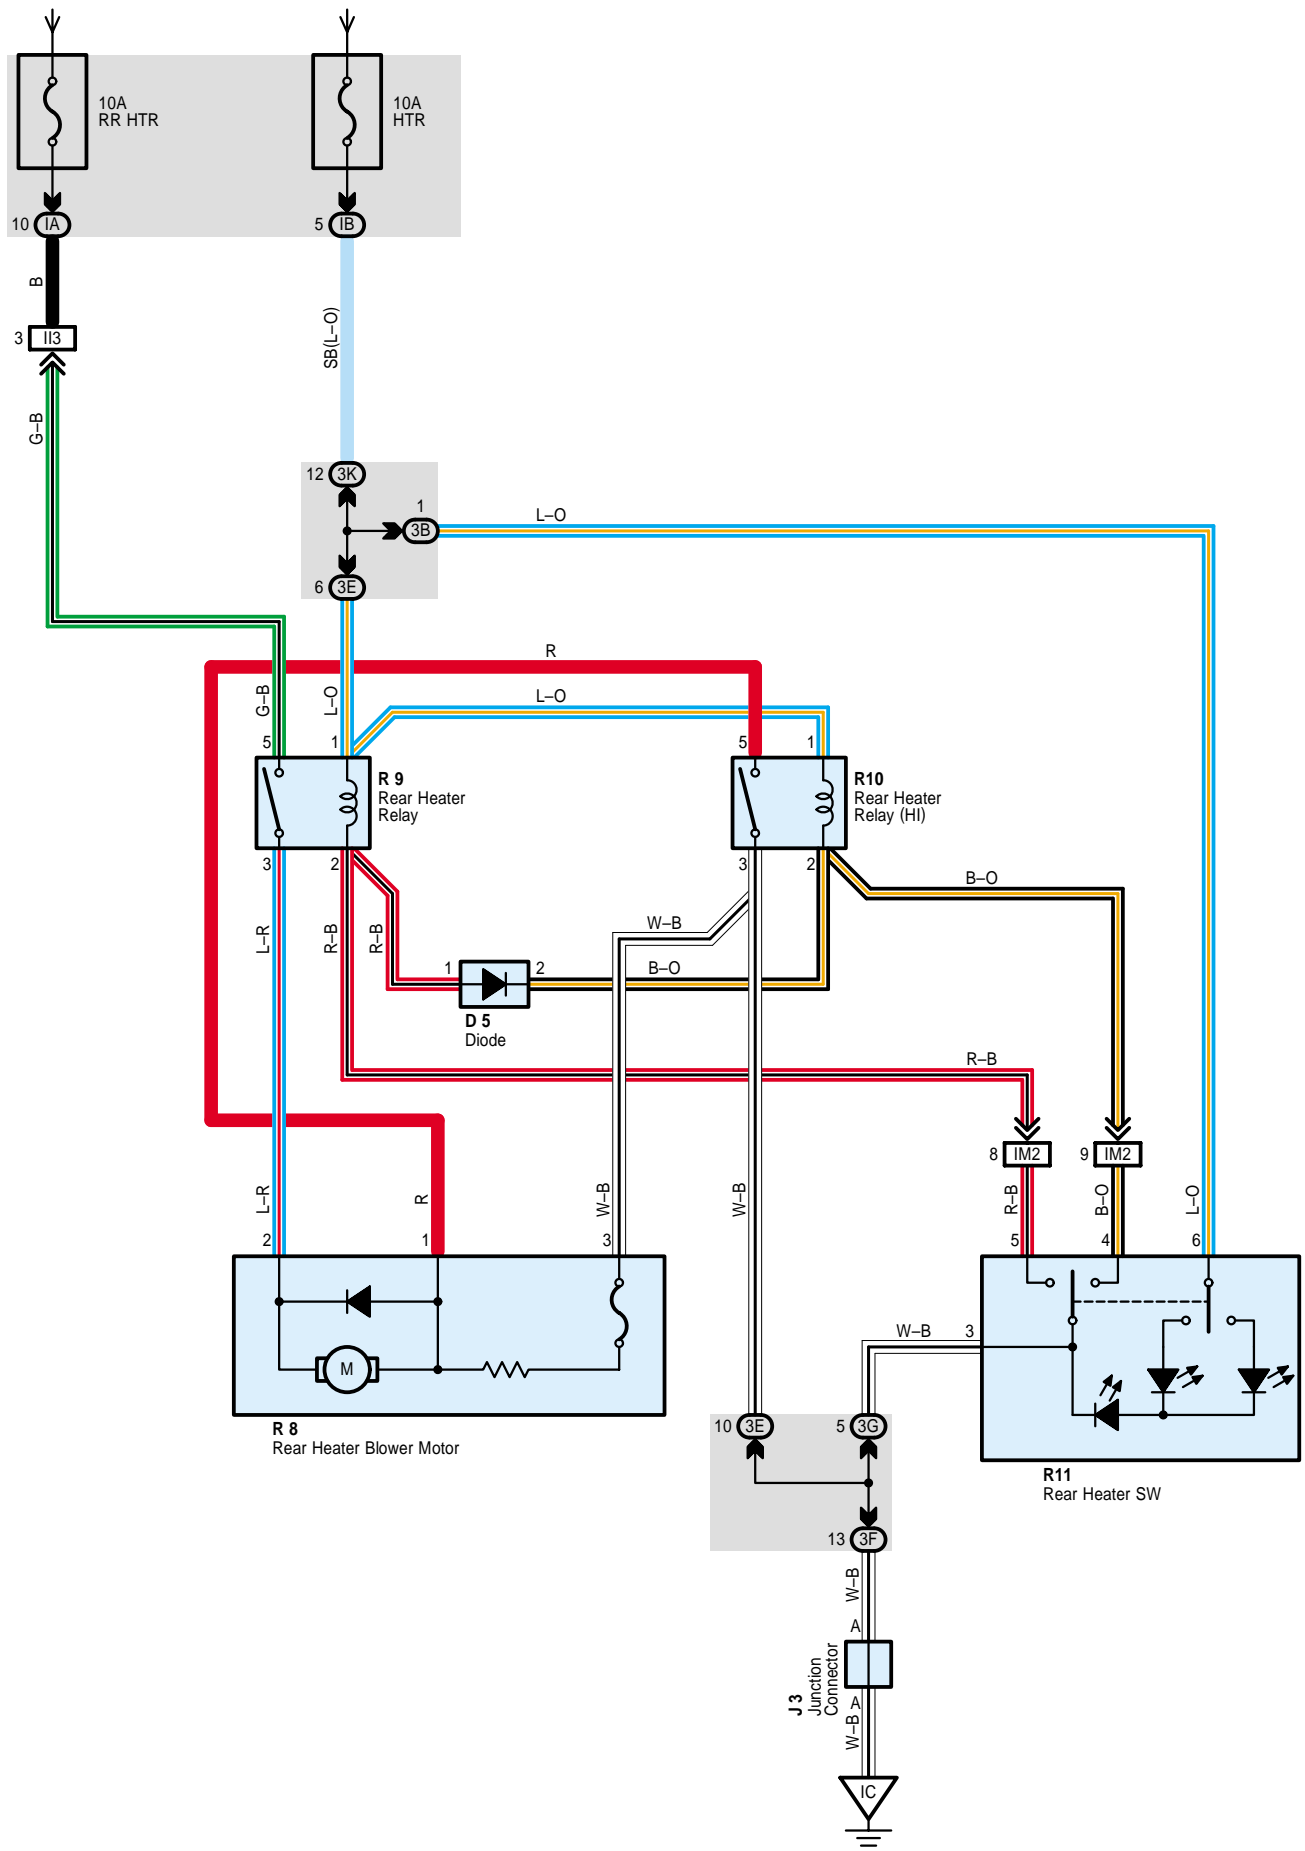 10A
RR HTR
10A
HTR
10 IA
5 IB
B
SB(L–O)
3 II3
G–B
12 3K
1
3B
L–O
6 3E
R
G–B
L–O
L–O
5
1
5
1
R 9
Rear Heater
Relay
R10
Rear Heater
Relay (HI)
3
2
3
2
B–O
L–R
R–B
R–B
W–B
1
2
B–O
D 5
Diode
R–B
8 IM2
9 IM2
L–R
R
W–B
W–B
R–B
B–O
L–O
2
1
3
5
4
6
W–B 3
M
R 8
Rear Heater Blower Motor
10 3E
5 3G
R11
Rear Heater SW
13 3F
W–B
A
J 3
Junction
Connector
A
W–B
IC